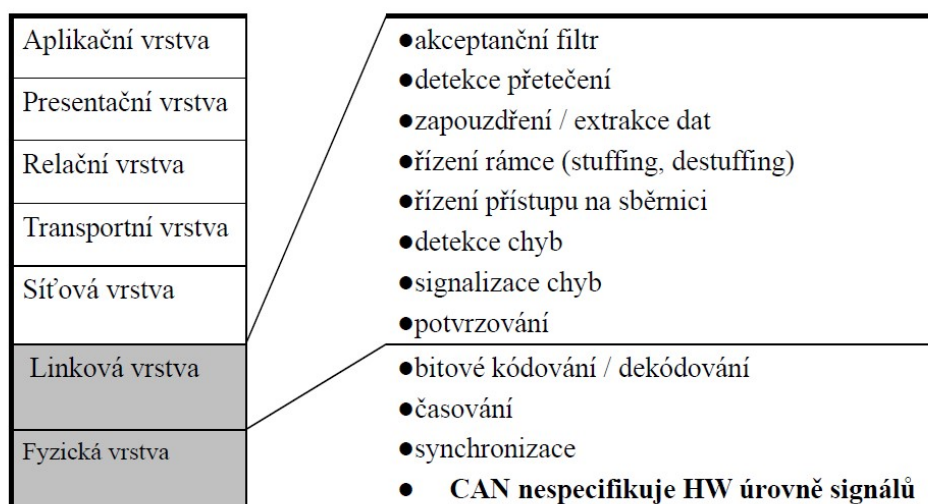 Aplikační vrstva
Presentační vrstva
Relační vrstva
Transportní vrstva
Síťová vrstva
Linková vrstva
Fyzická vrstva
●akceptanční filtr
●detekce přetečení
●zapouzdření / extrakce dat
●řízení rámce (stuffing, destuffing)
●řízení přístupu na sběrnici
●detekce chyb
●signalizace chyb
●potvrzování
●bitové kódování / dekódování
●časování
●synchronizace
● CAN nespecifikuje HW úrovně signálů